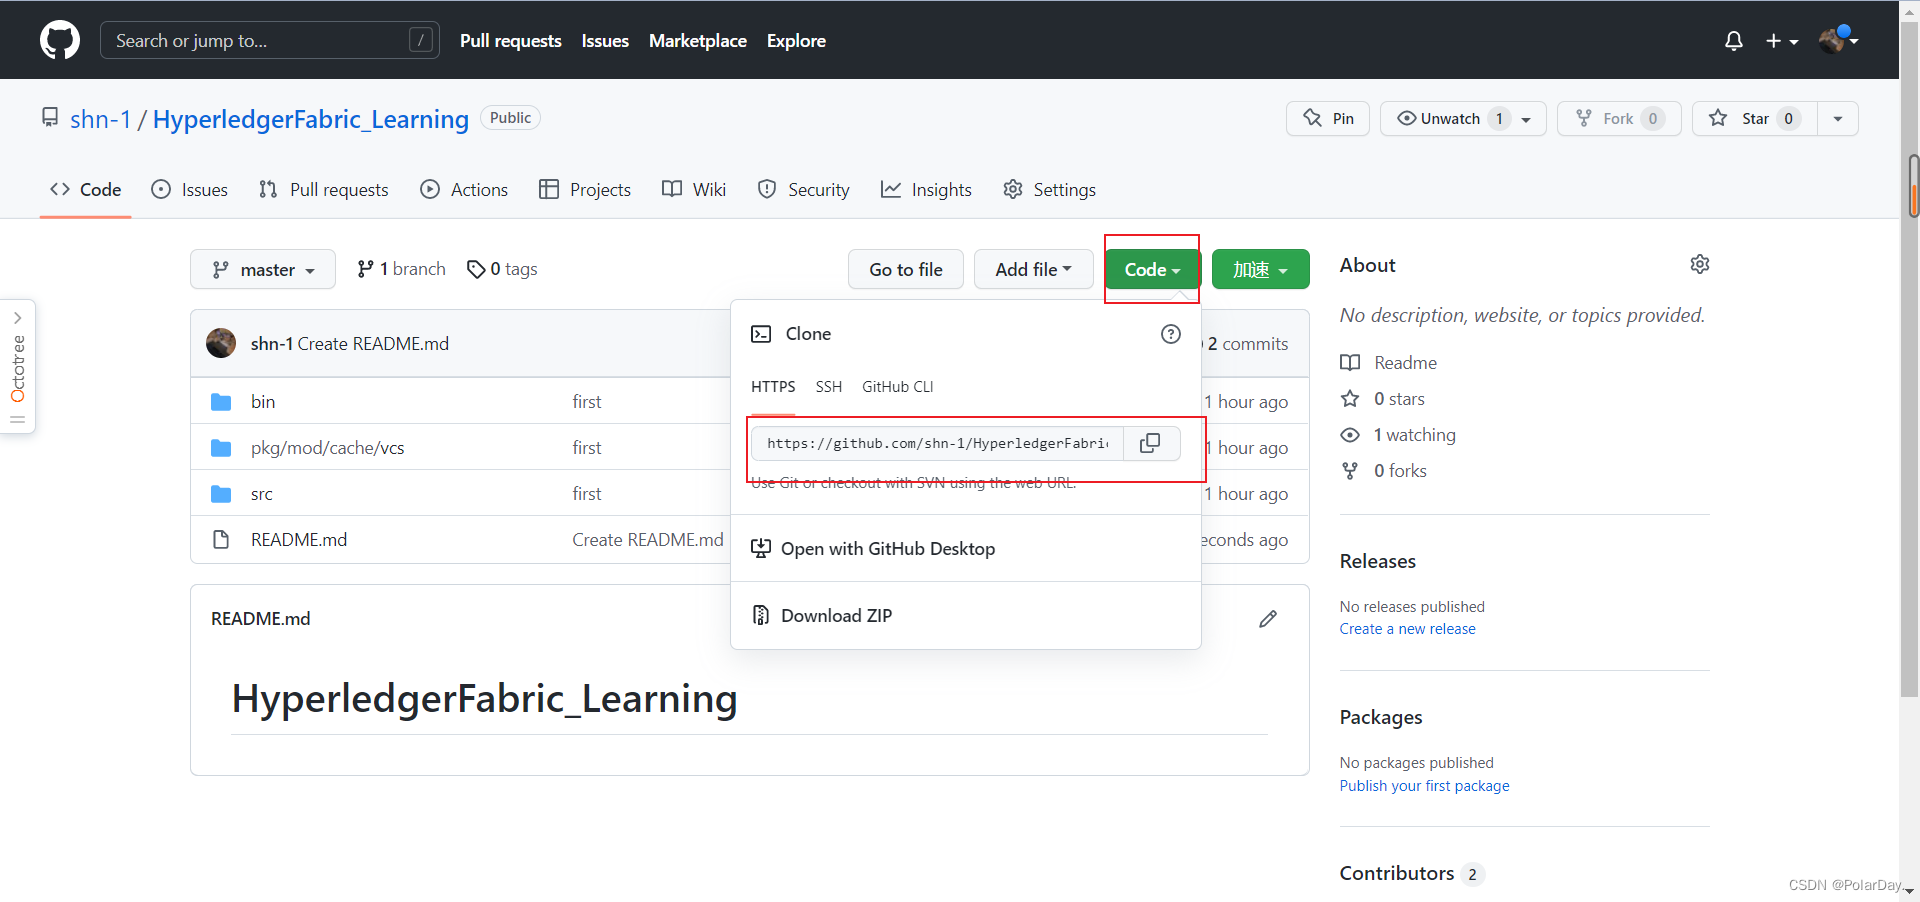 Search or jump to... /
Pull requests Issues Marketplace Explore
shn-1 / HyperledgerFabric_Learning Public
Pin Unwatch 1 Fork 0 Star 0
Code Issues Pull requests Actions Projects Wiki Security Insights Settings
master 1 branch 0 tags Go to file Add file Code 加速
Octotree
shn-1 Create README.md 2 commits
bin first 1 hour ago
pkg/mod/cache/vcs first 1 hour ago
src first 1 hour ago
README.md Create README.md econds ago
Clone
HTTPS SSH GitHub CLI
https://github.com/shn-1/HyperledgerFabric
Use Git or checkout with SVN using the web URL.
Open with GitHub Desktop
Download ZIP
README.md
HyperledgerFabric_Learning
About
No description, website, or topics provided.
Readme
0 stars
1 watching
0 forks
Releases
No releases published
Create a new release
Packages
No packages published
Publish your first package
Contributors 2
CSDN @PolarDay.